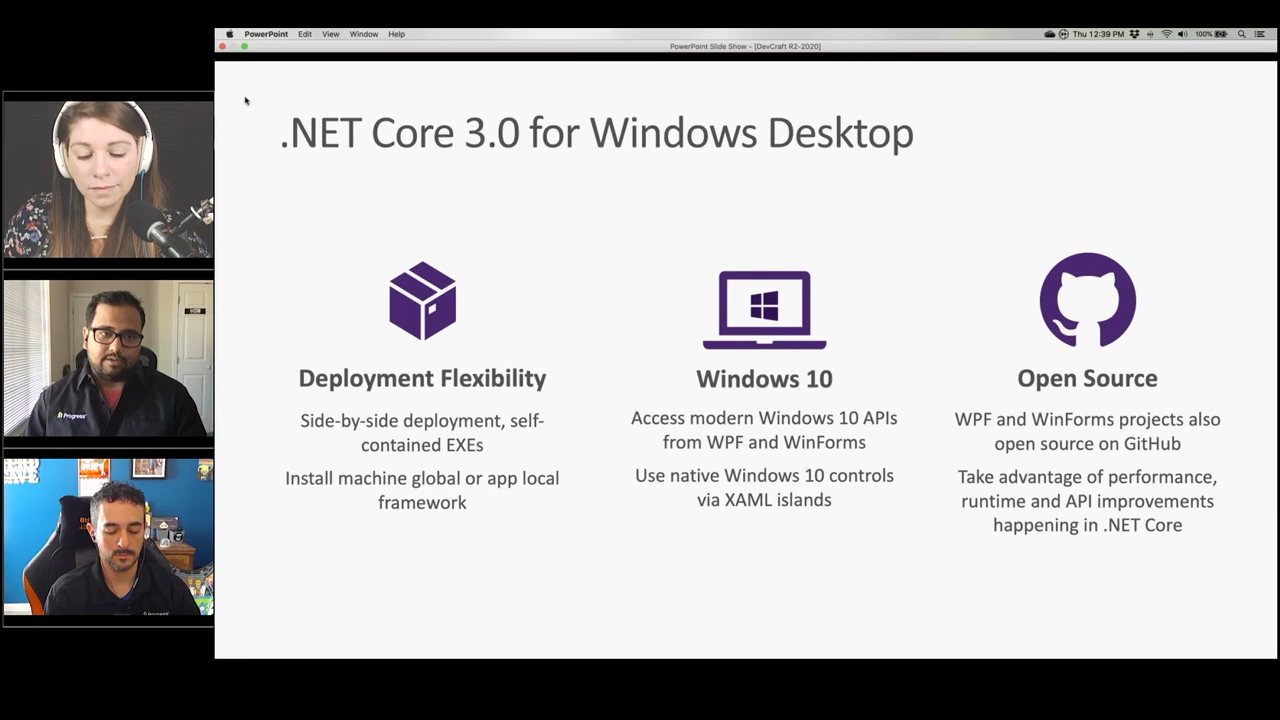 PowerPoint Edit View Window Help
Thu 12:39 PM 100%
PowerPoint Slide Show - [DevCraft R2-2020]
.NET Core 3.0 for Windows Desktop
Deployment Flexibility
Side-by-side deployment, self-
contained EXEs
Install machine global or app local
framework
Windows 10
Access modern Windows 10 APIs
from WPF and WinForms
Use native Windows 10 controls
via XAML islands
Open Source
WPF and WinForms projects also
open source on GitHub
Take advantage of performance,
runtime and API improvements
happening in .NET Core
Progress